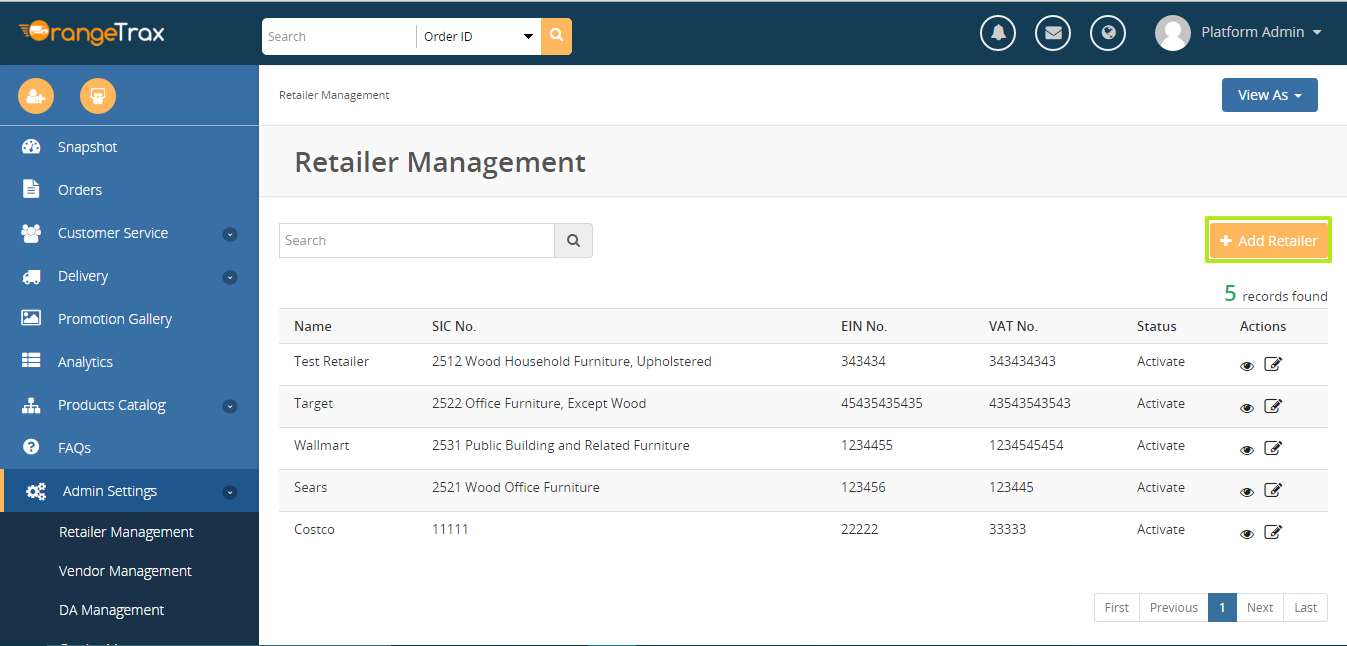 OrangeTrax
Search Order ID
Platform Admin
Retailer Management
View As
Snapshot
Orders
Customer Service
Delivery
Promotion Gallery
Analytics
Products Catalog
FAQs
Admin Settings
Retailer Management
Vendor Management
DA Management
Retailer Management
Search
+ Add Retailer
5 records found
Name SIC No. EIN No. VAT No. Status Actions
Test Retailer 2512 Wood Household Furniture, Upholstered 343434 343434343 Activate
Target 2522 Office Furniture, Except Wood 45435435435 43543543543 Activate
Wallmart 2531 Public Building and Related Furniture 1234455 1234545454 Activate
Sears 2521 Wood Office Furniture 123456 123445 Activate
Costco 11111 22222 33333 Activate
First Previous 1 Next Last